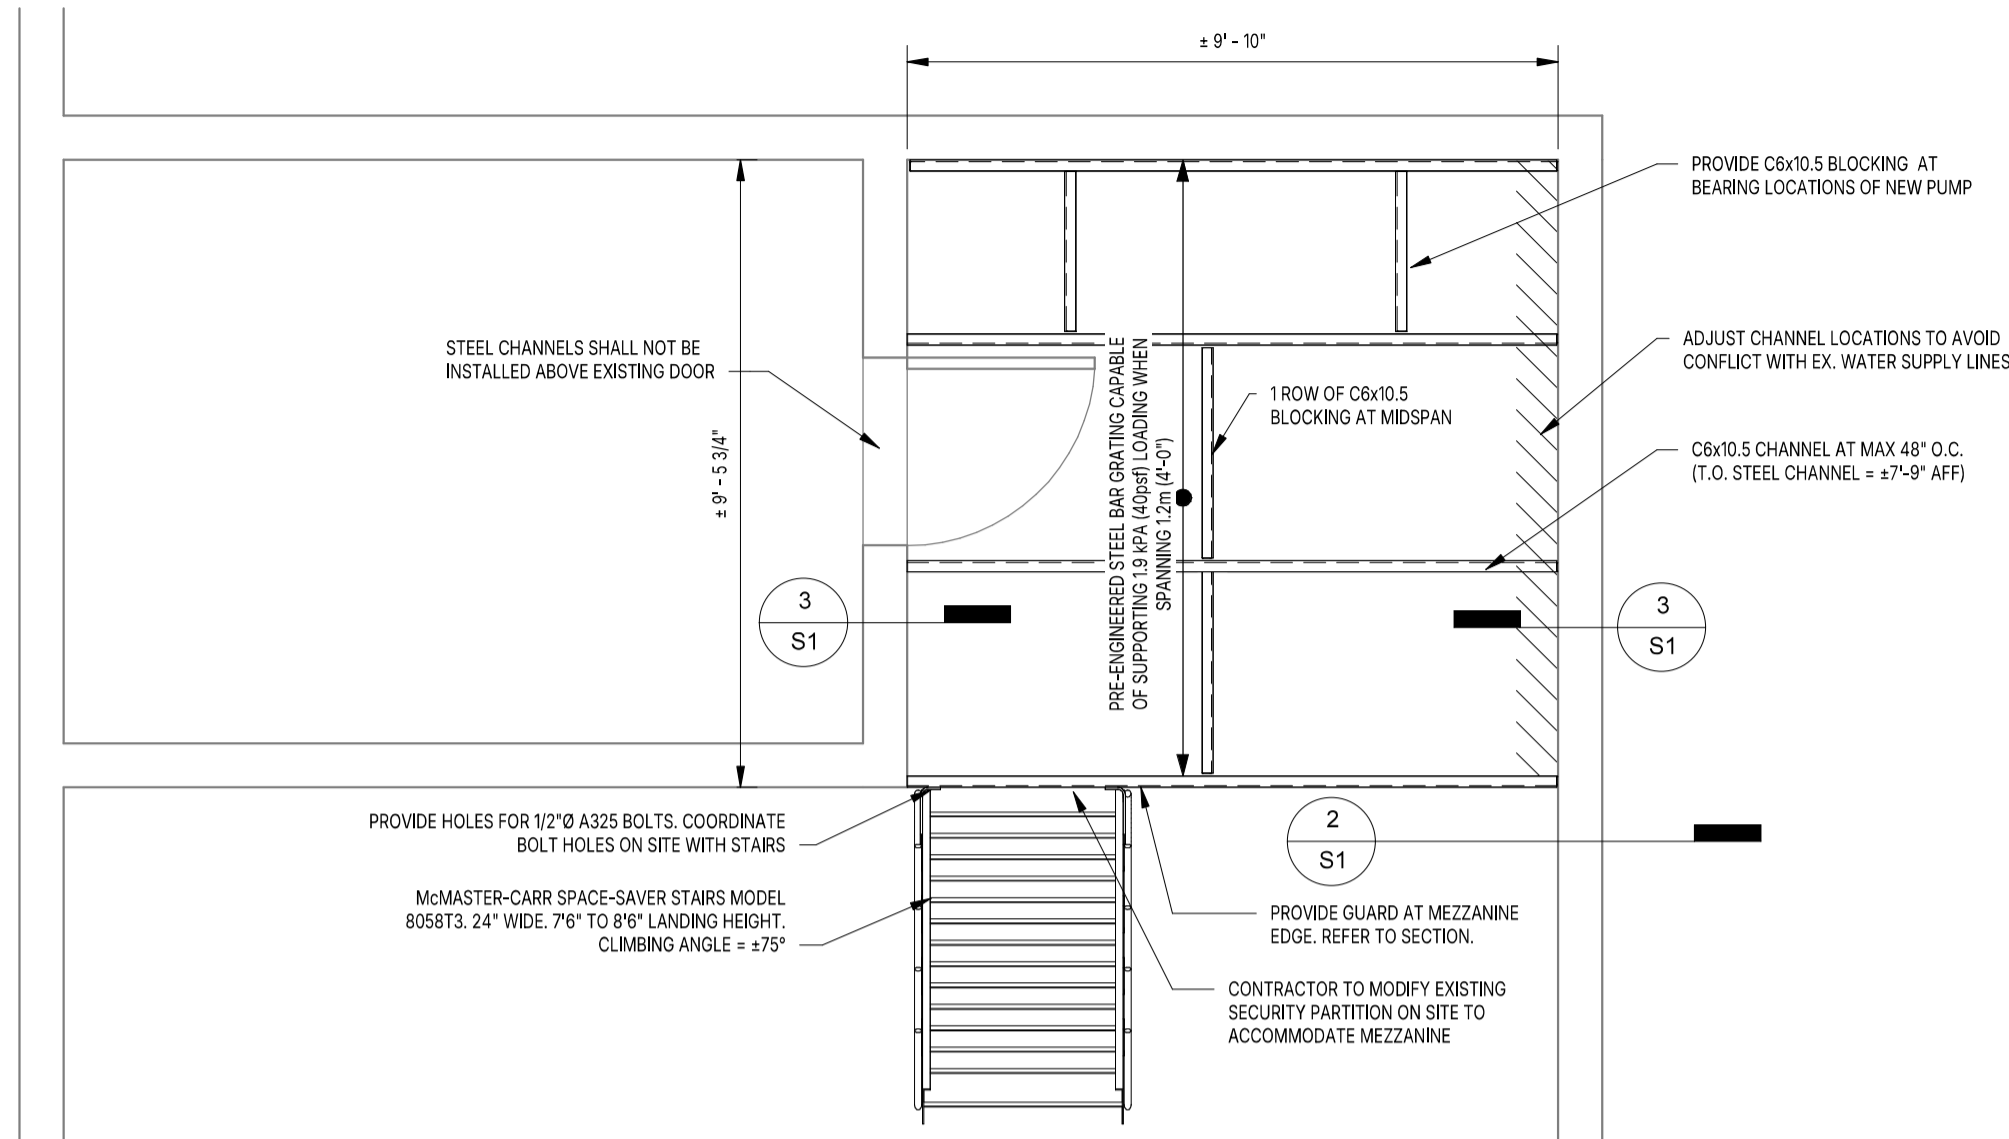 ± 9' - 10"
PROVIDE C6x10.5 BLOCKING AT
BEARING LOCATIONS OF NEW PUMP
STEEL CHANNELS SHALL NOT BE
INSTALLED ABOVE EXISTING DOOR
± 9' - 5 3/4"
PRE-ENGINEERED STEEL BAR GRATING CAPABLE
OF SUPPORTING 1.9 kPA (40psf) LOADING WHEN
SPANNING 1.2m (4'-0")
1 ROW OF C6x10.5
BLOCKING AT MIDSPAN
ADJUST CHANNEL LOCATIONS TO AVOID
CONFLICT WITH EX. WATER SUPPLY LINES
C6x10.5 CHANNEL AT MAX 48" O.C.
(T.O. STEEL CHANNEL = ±7'-9" AFF)
3
S1
3
S1
PROVIDE HOLES FOR 1/2"Ø A325 BOLTS. COORDINATE
BOLT HOLES ON SITE WITH STAIRS
2
S1
McMASTER-CARR SPACE-SAVER STAIRS MODEL
8058T3. 24" WIDE. 7'6" TO 8'6" LANDING HEIGHT.
CLIMBING ANGLE = ±75°
PROVIDE GUARD AT MEZZANINE
EDGE. REFER TO SECTION.
CONTRACTOR TO MODIFY EXISTING
SECURITY PARTITION ON SITE TO
ACCOMMODATE MEZZANINE